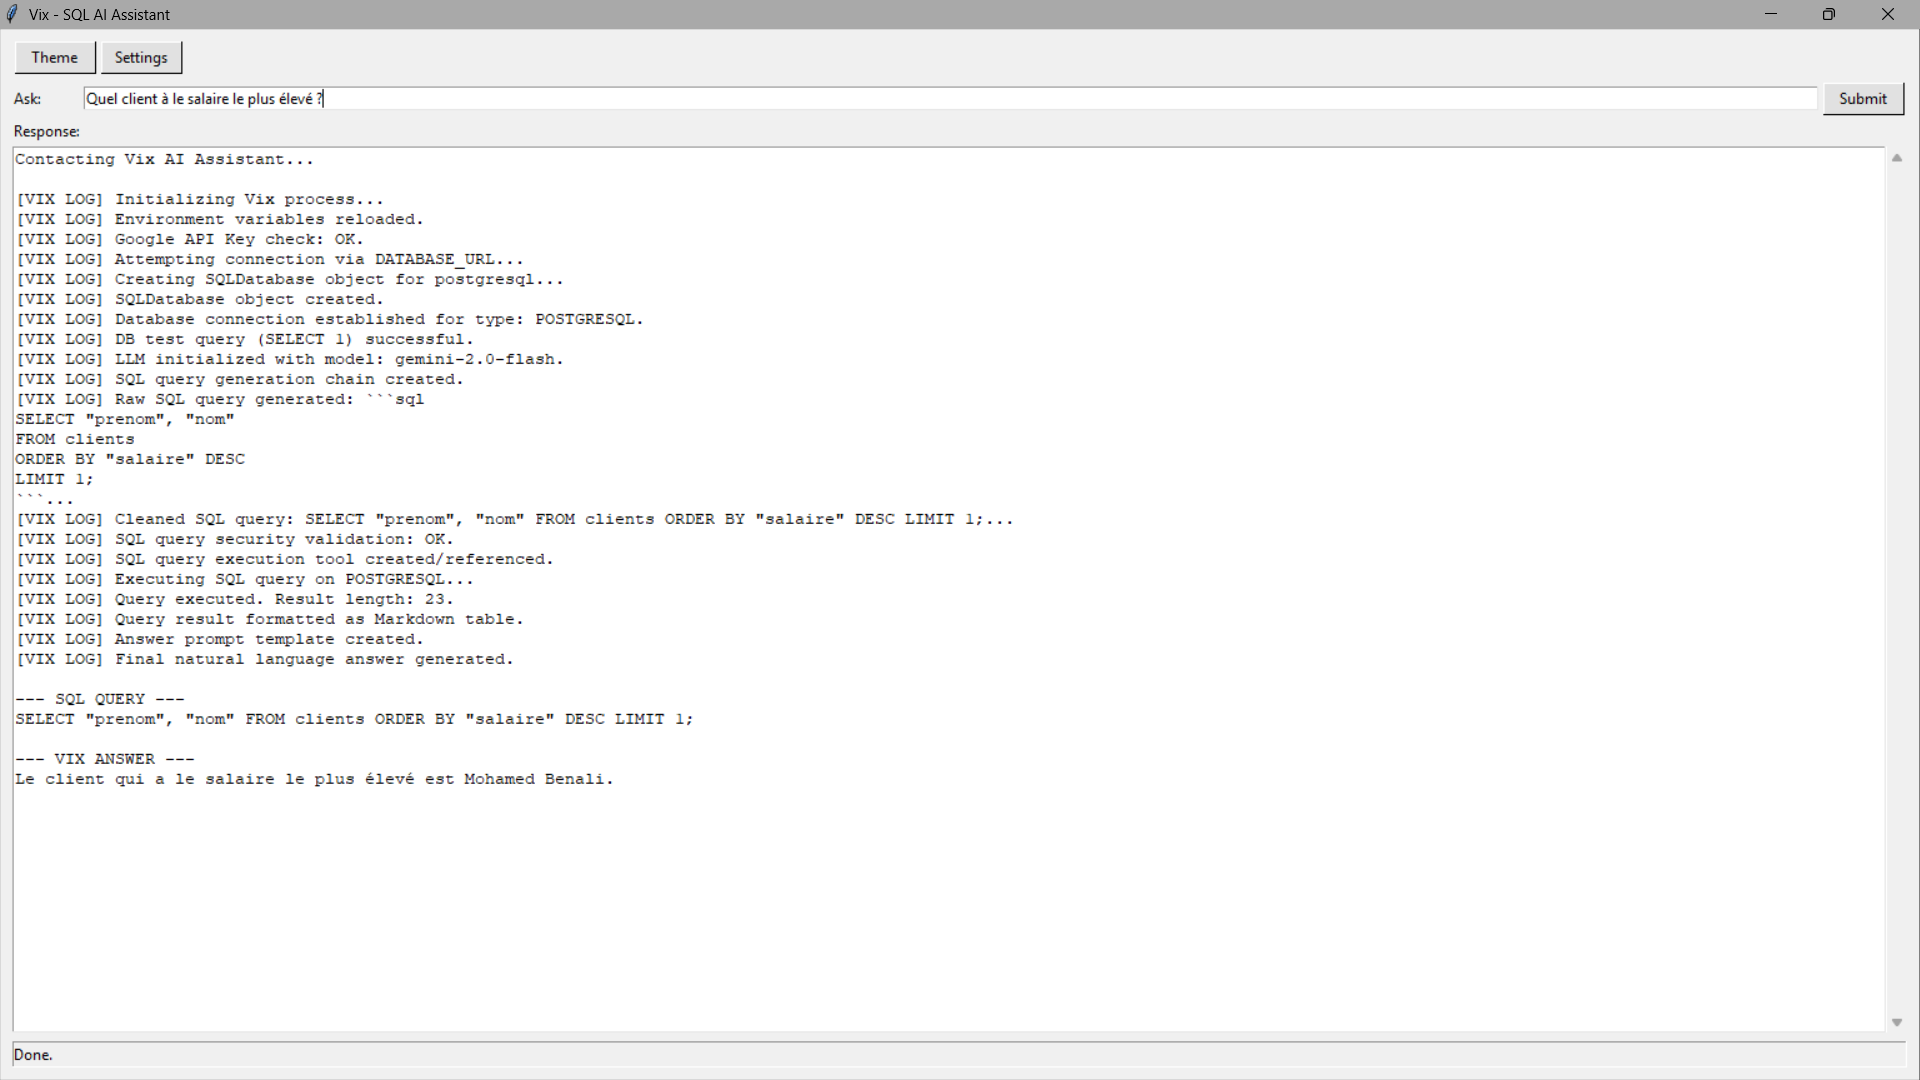 Vix - SQL AI Assistant
Theme Settings
Ask: Quel client à le salaire le plus élevé ? Submit
Response:
Contacting Vix AI Assistant...
[VIX LOG] Initializing Vix process...
[VIX LOG] Environment variables reloaded.
[VIX LOG] Google API Key check: OK.
[VIX LOG] Attempting connection via DATABASE_URL...
[VIX LOG] Creating SQLDatabase object for postgresql...
[VIX LOG] SQLDatabase object created.
[VIX LOG] Database connection established for type: POSTGRESQL.
[VIX LOG] DB test query (SELECT 1) successful.
[VIX LOG] LLM initialized with model: gemini-2.0-flash.
[VIX LOG] SQL query generation chain created.
[VIX LOG] Raw SQL query generated: ```sql
SELECT "prenom", "nom"
FROM clients
ORDER BY "salaire" DESC
LIMIT 1;
```...
[VIX LOG] Cleaned SQL query: SELECT "prenom", "nom" FROM clients ORDER BY "salaire" DESC LIMIT 1;...
[VIX LOG] SQL query security validation: OK.
[VIX LOG] SQL query execution tool created/referenced.
[VIX LOG] Executing SQL query on POSTGRESQL...
[VIX LOG] Query executed. Result length: 23.
[VIX LOG] Query result formatted as Markdown table.
[VIX LOG] Answer prompt template created.
[VIX LOG] Final natural language answer generated.
--- SQL QUERY ---
SELECT "prenom", "nom" FROM clients ORDER BY "salaire" DESC LIMIT 1;
--- VIX ANSWER ---
Le client qui a le salaire le plus élevé est Mohamed Benali.
Done.